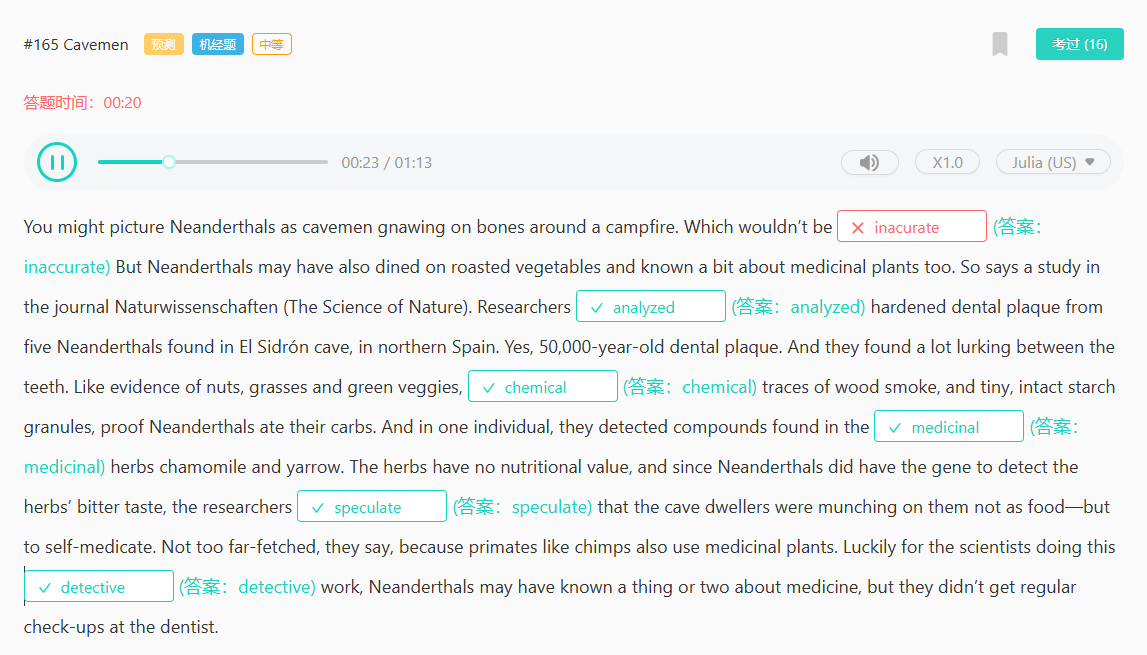 #165 Cavemen 预测 机经题 中等 考过 (16)
答题时间：00:20
00:23 / 01:13 X1.0 Julia (US)
You might picture Neanderthals as cavemen gnawing on bones around a campfire. Which wouldn’t be inacurate (答案：
inaccurate) But Neanderthals may have also dined on roasted vegetables and known a bit about medicinal plants too. So says a study in
the journal Naturwissenschaften (The Science of Nature). Researchers analyzed (答案：analyzed) hardened dental plaque from
five Neanderthals found in El Sidrón cave, in northern Spain. Yes, 50,000-year-old dental plaque. And they found a lot lurking between the
teeth. Like evidence of nuts, grasses and green veggies, chemical (答案：chemical) traces of wood smoke, and tiny, intact starch
granules, proof Neanderthals ate their carbs. And in one individual, they detected compounds found in the medicinal (答案：
medicinal) herbs chamomile and yarrow. The herbs have no nutritional value, and since Neanderthals did have the gene to detect the
herbs’ bitter taste, the researchers speculate (答案：speculate) that the cave dwellers were munching on them not as food—but
to self-medicate. Not too far-fetched, they say, because primates like chimps also use medicinal plants. Luckily for the scientists doing this
detective (答案：detective) work, Neanderthals may have known a thing or two about medicine, but they didn’t get regular
check-ups at the dentist.